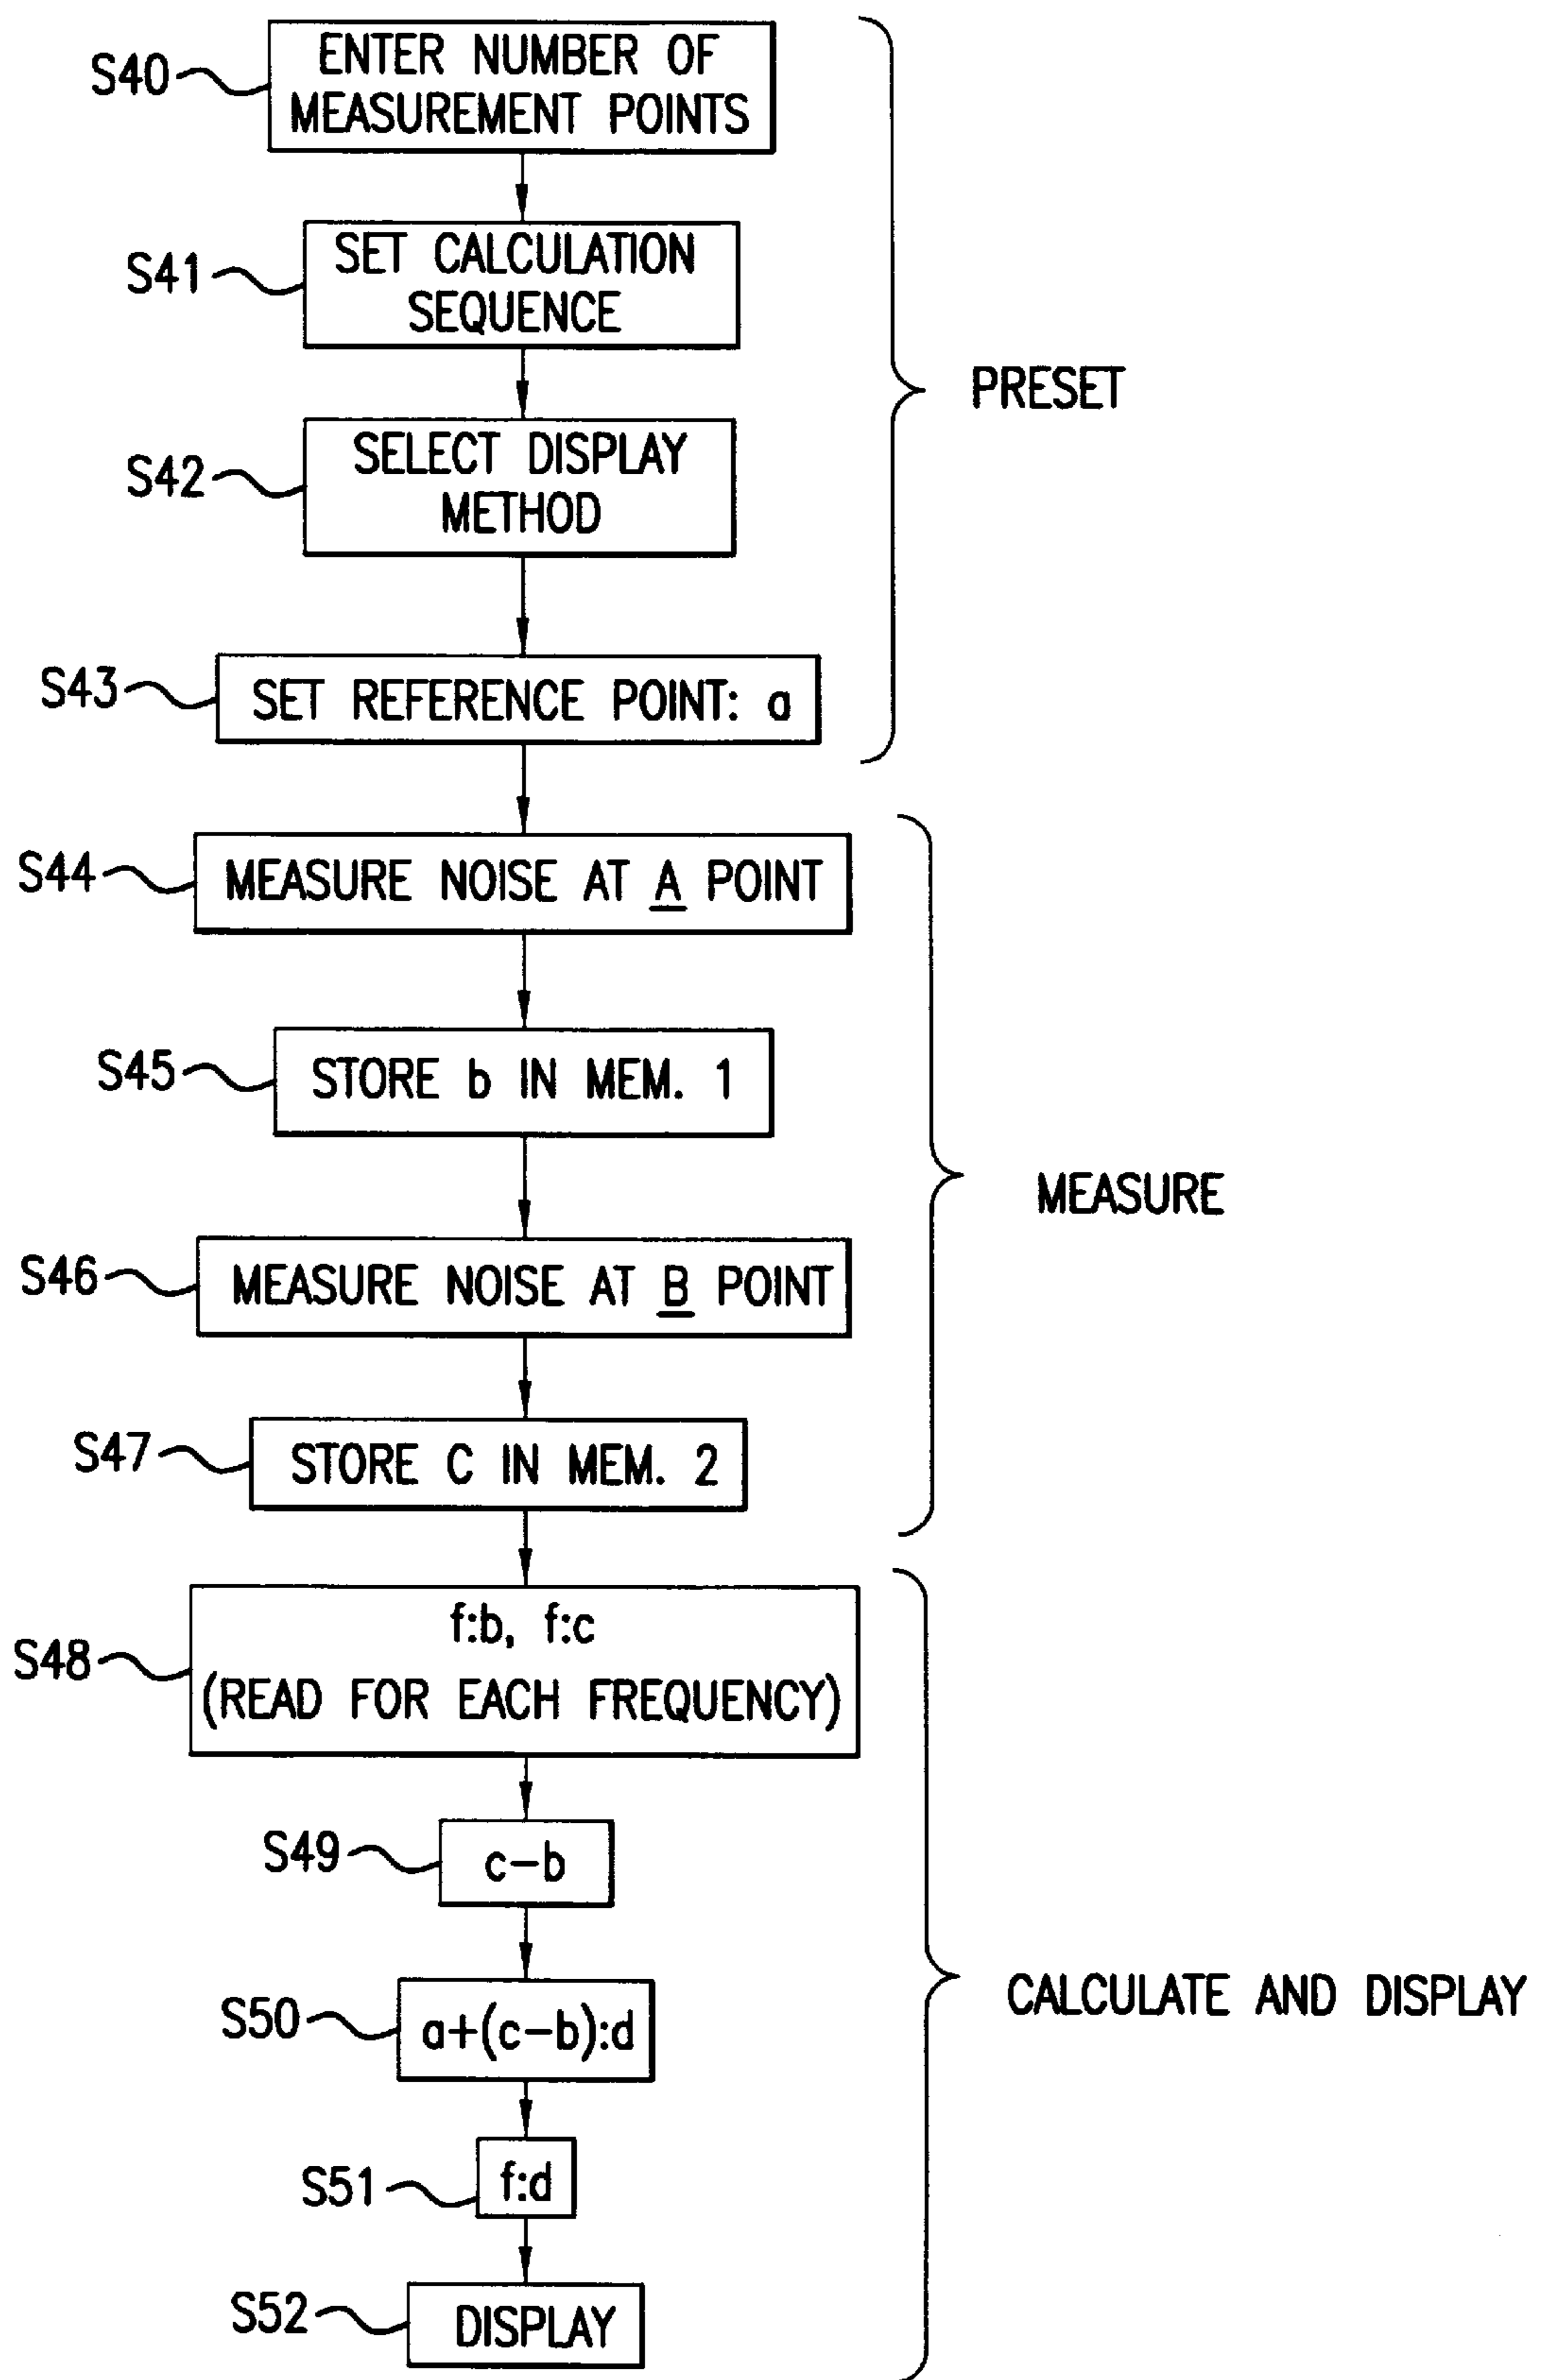 S40
ENTER NUMBER OF
MEASUREMENT POINTS
S41
SET CALCULATION
SEQUENCE
S42
SELECT DISPLAY
METHOD
S43
SET REFERENCE POINT: a
PRESET
S44
MEASURE NOISE AT A POINT
S45
STORE b IN MEM. 1
S46
MEASURE NOISE AT B POINT
S47
STORE C IN MEM. 2
MEASURE
S48
f:b, f:c
(READ FOR EACH FREQUENCY)
S49
c-b
S50
a+(c-b):d
S51
f:d
S52
DISPLAY
CALCULATE AND DISPLAY